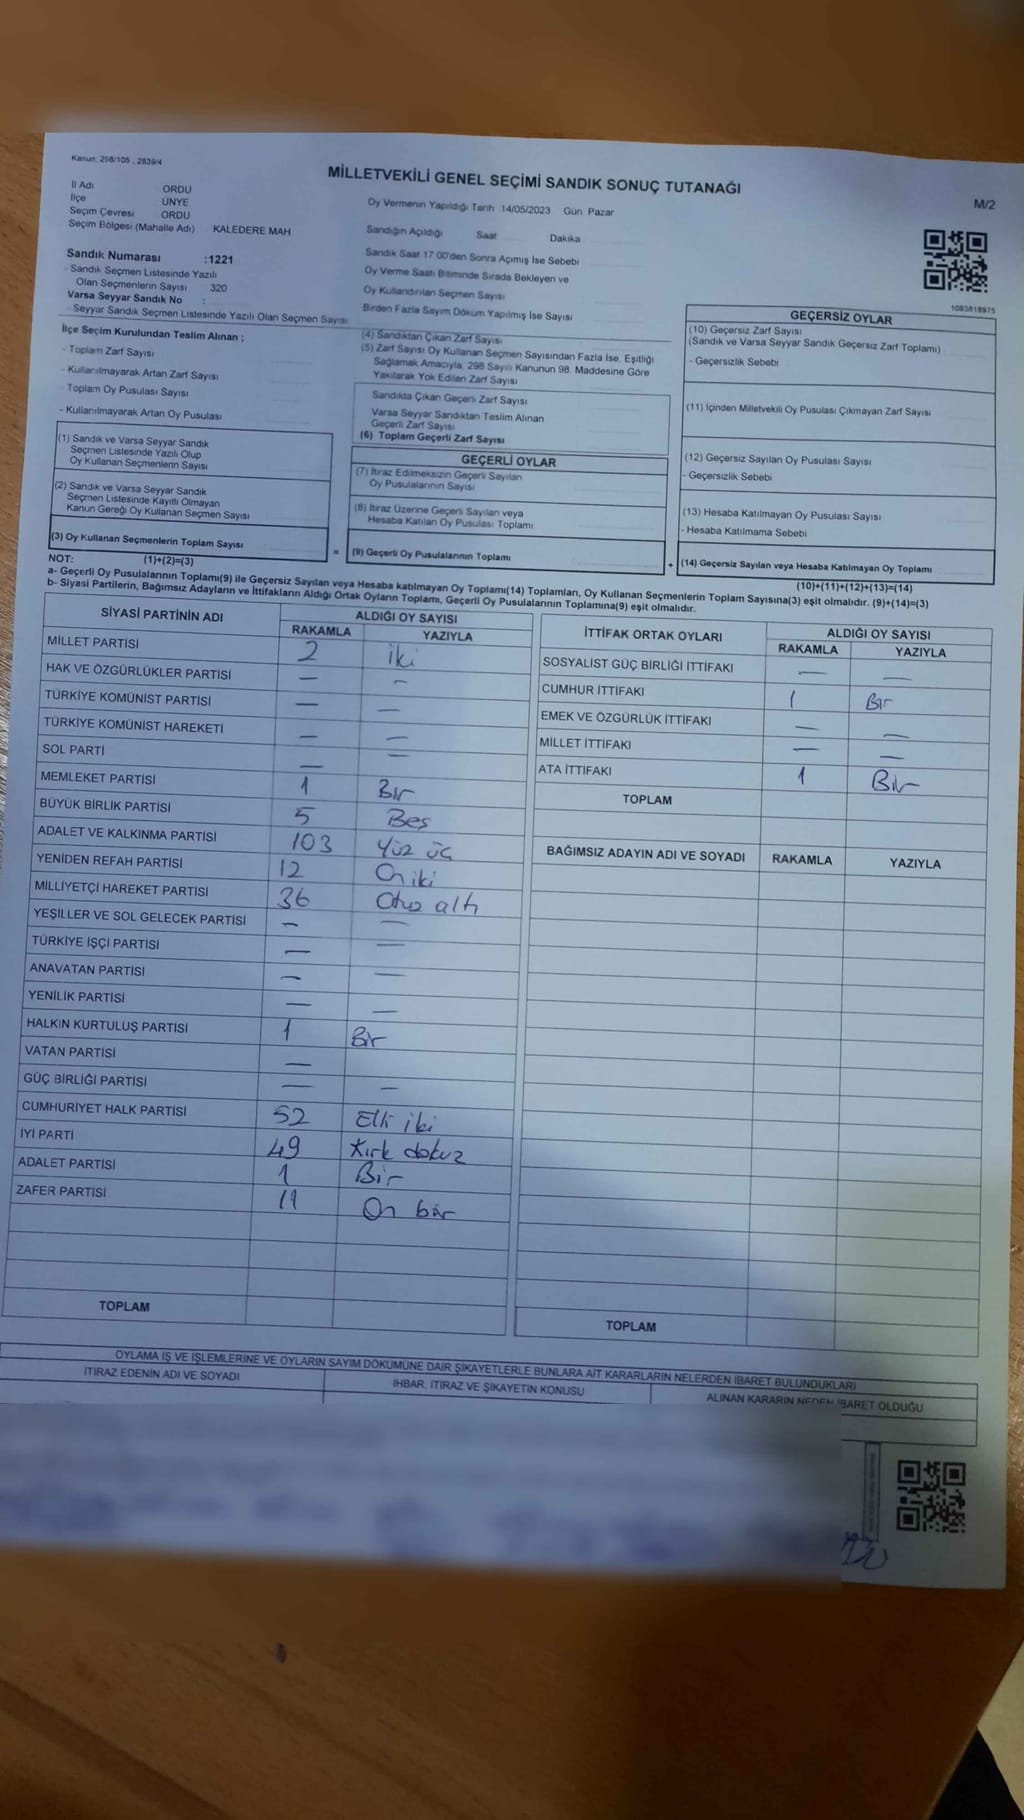 Kanun: 298/105 , 2839/4
MİLLETVEKİLİ GENEL SEÇİMİ SANDIK SONUÇ TUTANAĞI
M/2
İl Adı ORDU
İlçe ÜNYE
Seçim Çevresi ORDU
Seçim Bölgesi (Mahalle Adı) KALEDERE MAH
Sandık Numarası :1221
Sandık Seçmen Listesinde Yazılı
Olan Seçmenlerin Sayısı 320
Varsa Seyyar Sandık No :
Seyyar Sandık Seçmen Listesinde Yazılı Olan Seçmen Sayısı
Oy Vermenin Yapıldığı Tarih 14/05/2023 Gün Pazar
Sandığın Açıldığı Saat Dakika
Sandık Saat 17.00'den Sonra Açımış İse Sebebi
Oy Verme Saati Bitiminde Sırada Bekleyen ve
Oy Kullandırılan Seçmen Sayısı
Birden Fazla Sayım Döküm Yapılmış İse Sayısı
1083818975
İlçe Seçim Kurulundan Teslim Alınan ;
- Toplam Zarf Sayısı
- Kullanılmayarak Artan Zarf Sayısı
- Toplam Oy Pusulası Sayısı
- Kullanılmayarak Artan Oy Pusulası
(1) Sandık ve Varsa Seyyar Sandık
Seçmen Listesinde Yazılı Olup
Oy Kullanan Seçmenlerin Sayısı
(2) Sandık ve Varsa Seyyar Sandık
Seçmen Listesinde Kayıtlı Olmayan
Kanun Gereği Oy Kullanan Seçmen Sayısı
(3) Oy Kullanan Seçmenlerin Toplam Sayısı
(1)+(2)=(3)
(4) Sandıktan Çıkan Zarf Sayısı
(5) Zarf Sayısı Oy Kullanan Seçmen Sayısından Fazla İse, Eşitliği
Sağlamak Amacıyla, 298 Sayılı Kanunun 98. Maddesine Göre
Yakılarak Yok Edilen Zarf Sayısı
Sandıkta Çıkan Geçerli Zarf Sayısı
Varsa Seyyar Sandıktan Teslim Alınan
Geçerli Zarf Sayısı
(6) Toplam Geçerli Zarf Sayısı
GEÇERLİ OYLAR
(7) İtiraz Edilmeksizin Geçerli Sayılan
Oy Pusulalarının Sayısı
(8) İtiraz Üzerine Geçerli Sayılan veya
Hesaba Katılan Oy Pusulası Toplamı
= (9) Geçerli Oy Pusulalarının Toplamı
GEÇERSİZ OYLAR
(10) Geçersiz Zarf Sayısı
(Sandık ve Varsa Seyyar Sandık Geçersiz Zarf Toplamı)
- Geçersizlik Sebebi
(11) İçinden Milletvekili Oy Pusulası Çıkmayan Zarf Sayısı
(12) Geçersiz Sayılan Oy Pusulası Sayısı
- Geçersizlik Sebebi
(13) Hesaba Katılmayan Oy Pusulası Sayısı
- Hesaba Katılmama Sebebi
+ (14) Geçersiz Sayılan veya Hesaba Katılmayan Oy Toplamı
(10)+(11)+(12)+(13)=(14)
NOT:
a- Geçerli Oy Pusulalarının Toplamı(9) ile Geçersiz Sayılan veya Hesaba katılmayan Oy Toplamı(14) Toplamları, Oy Kullanan Seçmenlerin Toplam Sayısına(3) eşit olmalıdır. (9)+(14)=(3)
b- Siyasi Partilerin, Bağımsız Adayların ve İttifakların Aldığı Ortak Oyların Toplamı, Geçerli Oy Pusulalarının Toplamına(9) eşit olmalıdır.
SİYASİ PARTİNİN ADI ALDIĞI OY SAYISI
RAKAMLA YAZIYLA
MİLLET PARTİSİ 2 iki
HAK VE ÖZGÜRLÜKLER PARTİSİ — —
TÜRKİYE KOMÜNİST PARTİSİ — —
TÜRKİYE KOMÜNİST HAREKETİ — —
SOL PARTİ — —
MEMLEKET PARTİSİ 1 Bir
BÜYÜK BİRLİK PARTİSİ 5 Beş
ADALET VE KALKINMA PARTİSİ 103 Yüz üç
YENİDEN REFAH PARTİSİ 12 On iki
MİLLİYETÇİ HAREKET PARTİSİ 36 Otuz altı
YEŞİLLER VE SOL GELECEK PARTİSİ — —
TÜRKİYE İŞÇİ PARTİSİ — —
ANAVATAN PARTİSİ — —
YENİLİK PARTİSİ — —
HALKIN KURTULUŞ PARTİSİ 1 Bir
VATAN PARTİSİ —
GÜÇ BİRLİĞİ PARTİSİ — —
CUMHURİYET HALK PARTİSİ 52 Elli iki
İYİ PARTİ 49 Kırk dokuz
ADALET PARTİSİ 1 Bir
ZAFER PARTİSİ 11 On bir
TOPLAM
İTTİFAK ORTAK OYLARI ALDIĞI OY SAYISI
RAKAMLA YAZIYLA
SOSYALİST GÜÇ BİRLİĞİ İTTİFAKI — —
CUMHUR İTTİFAKI 1 Bir
EMEK VE ÖZGÜRLÜK İTTİFAKI — —
MİLLET İTTİFAKI — —
ATA İTTİFAKI 1 Bir
TOPLAM
BAĞIMSIZ ADAYIN ADI VE SOYADI RAKAMLA YAZIYLA
TOPLAM
OYLAMA İŞ VE İŞLEMLERİNE VE OYLARIN SAYIM DÖKÜMÜNE DAİR ŞİKAYETLERLE BUNLARA AİT KARARLARIN NELERDEN İBARET BULUNDUKLARI
İTİRAZ EDENİN ADI VE SOYADI İHBAR, İTİRAZ VE ŞİKAYETİN KONUSU ALINAN KARARIN NEDEN İBARET OLDUĞU